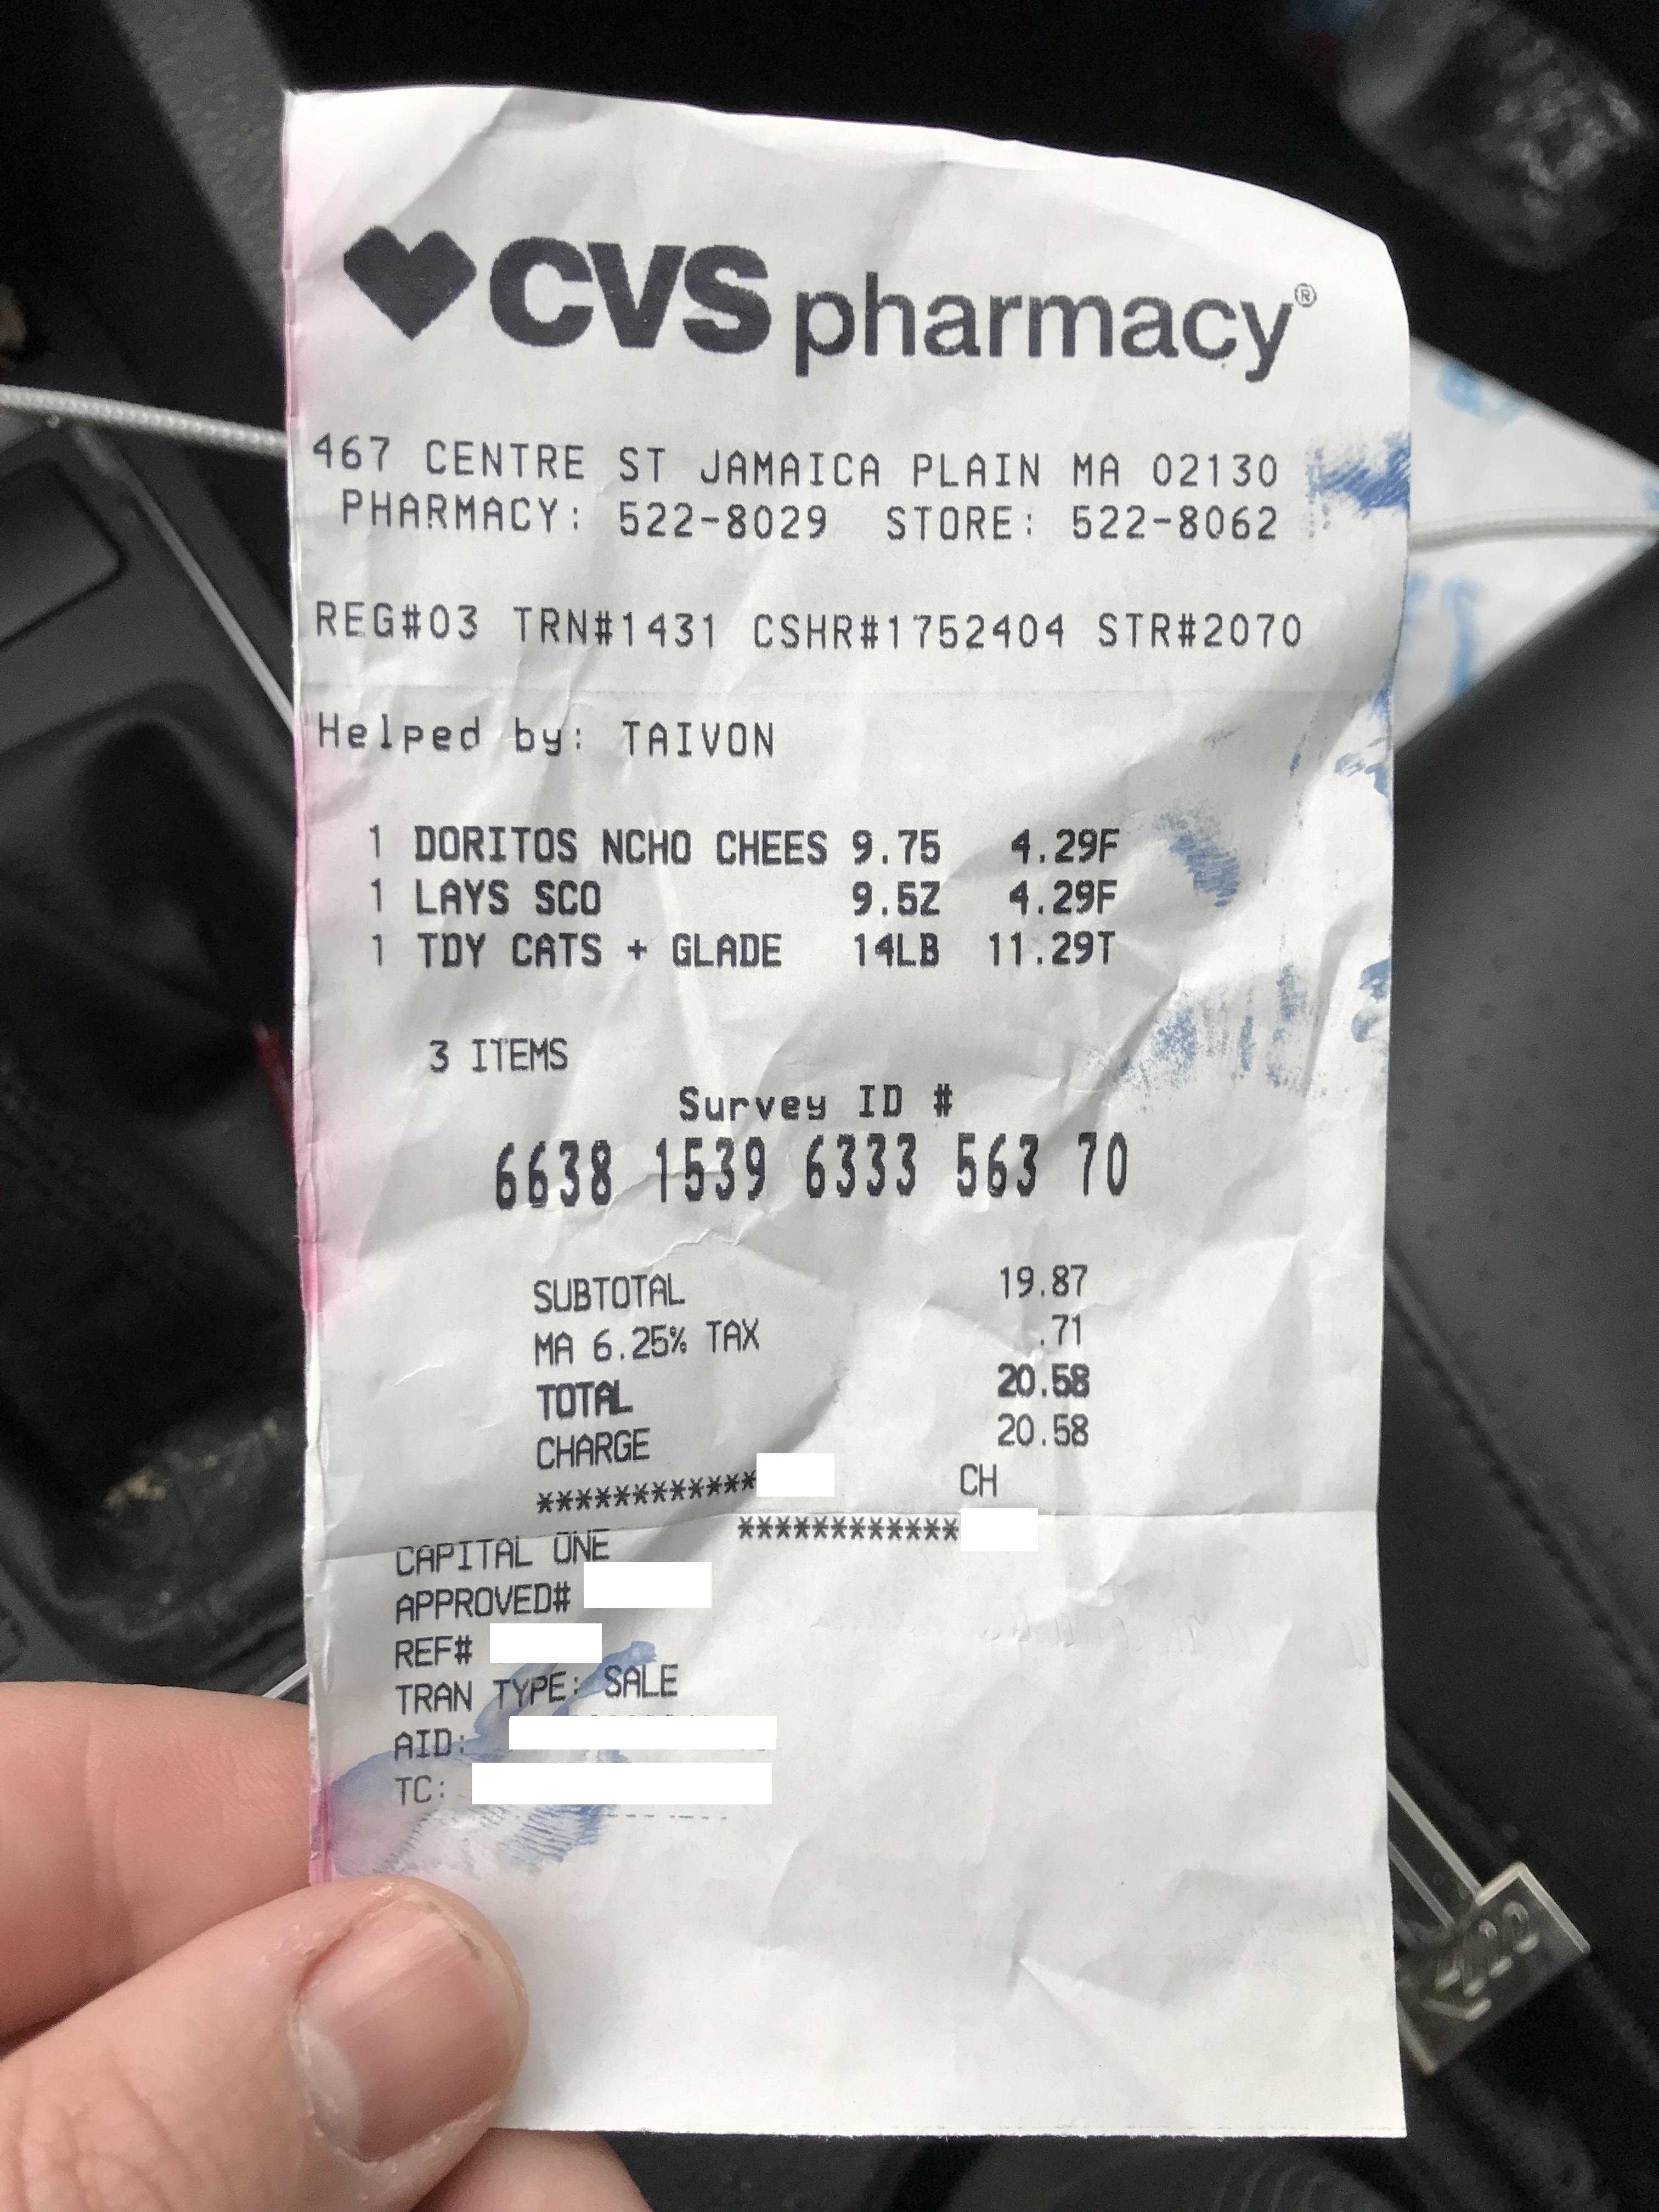 CVS pharmacy®
467 CENTRE ST JAMAICA PLAIN MA 02130
PHARMACY: 522-8029 STORE: 522-8062
REG#03 TRN#1431 CSHR#1752404 STR#2070
Helped by: TAIVON
1 DORITOS NCHO CHEES 9.75 4.29F
1 LAYS SCO 9.5Z 4.29F
1 TDY CATS + GLADE 14LB 11.29T
3 ITEMS
Survey ID #
6638 1539 6333 563 70
SUBTOTAL 19.87
MA 6.25% TAX .71
TOTAL 20.58
CHARGE 20.58
************ CH
CAPITAL ONE ************
APPROVED#
REF#
TRAN TYPE: SALE
AID:
TC: